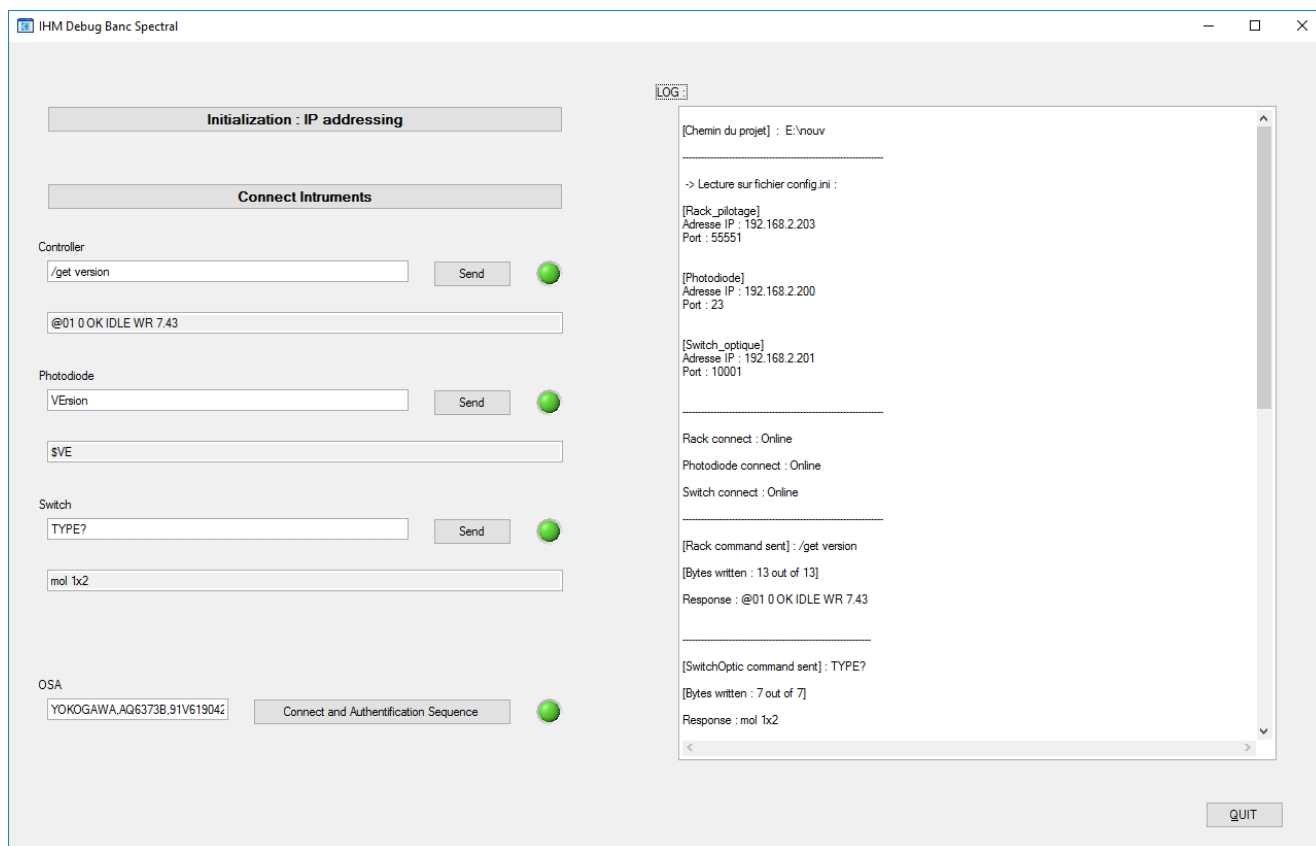 IHM Debug Banc Spectral
Initialization : IP addressing
Connect Intruments
Controller
/get version
Send
@01 0 OK IDLE WR 7.43
Photodiode
VErsion
Send
$VE
Switch
TYPE?
Send
mol 1x2
OSA
YOKOGAWA,AQ6373B,91V619042
Connect and Authentification Sequence
LOG :
[Chemin du projet]  :  E:\nouv
-----------------------------------------------------------------
-> Lecture sur fichier config.ini :
[Rack_pilotage]
Adresse IP : 192.168.2.203
Port : 55551
[Photodiode]
Adresse IP : 192.168.2.200
Port : 23
[Switch_optique]
Adresse IP : 192.168.2.201
Port : 10001
-----------------------------------------------------------------
Rack connect : Online
Photodiode connect : Online
Switch connect : Online
-----------------------------------------------------------------
[Rack command sent] : /get version
[Bytes written : 13 out of 13]
Response : @01 0 OK IDLE WR 7.43
-------------------------------------------------------------
[SwitchOptic command sent] : TYPE?
[Bytes written : 7 out of 7]
Response : mol 1x2
QUIT